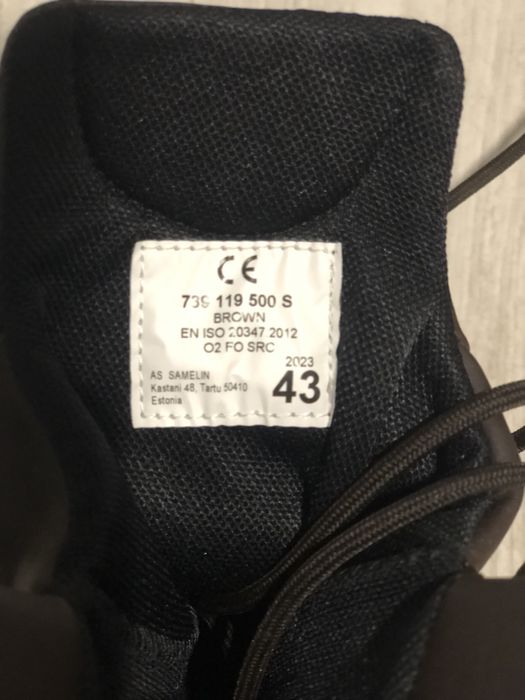 CE
739 119 500 S
BROWN
EN ISO 20347 2012
O2 FO SRC
2023
AS SAMELIN
Kastani 48, Tartu 50410
Estonia
43